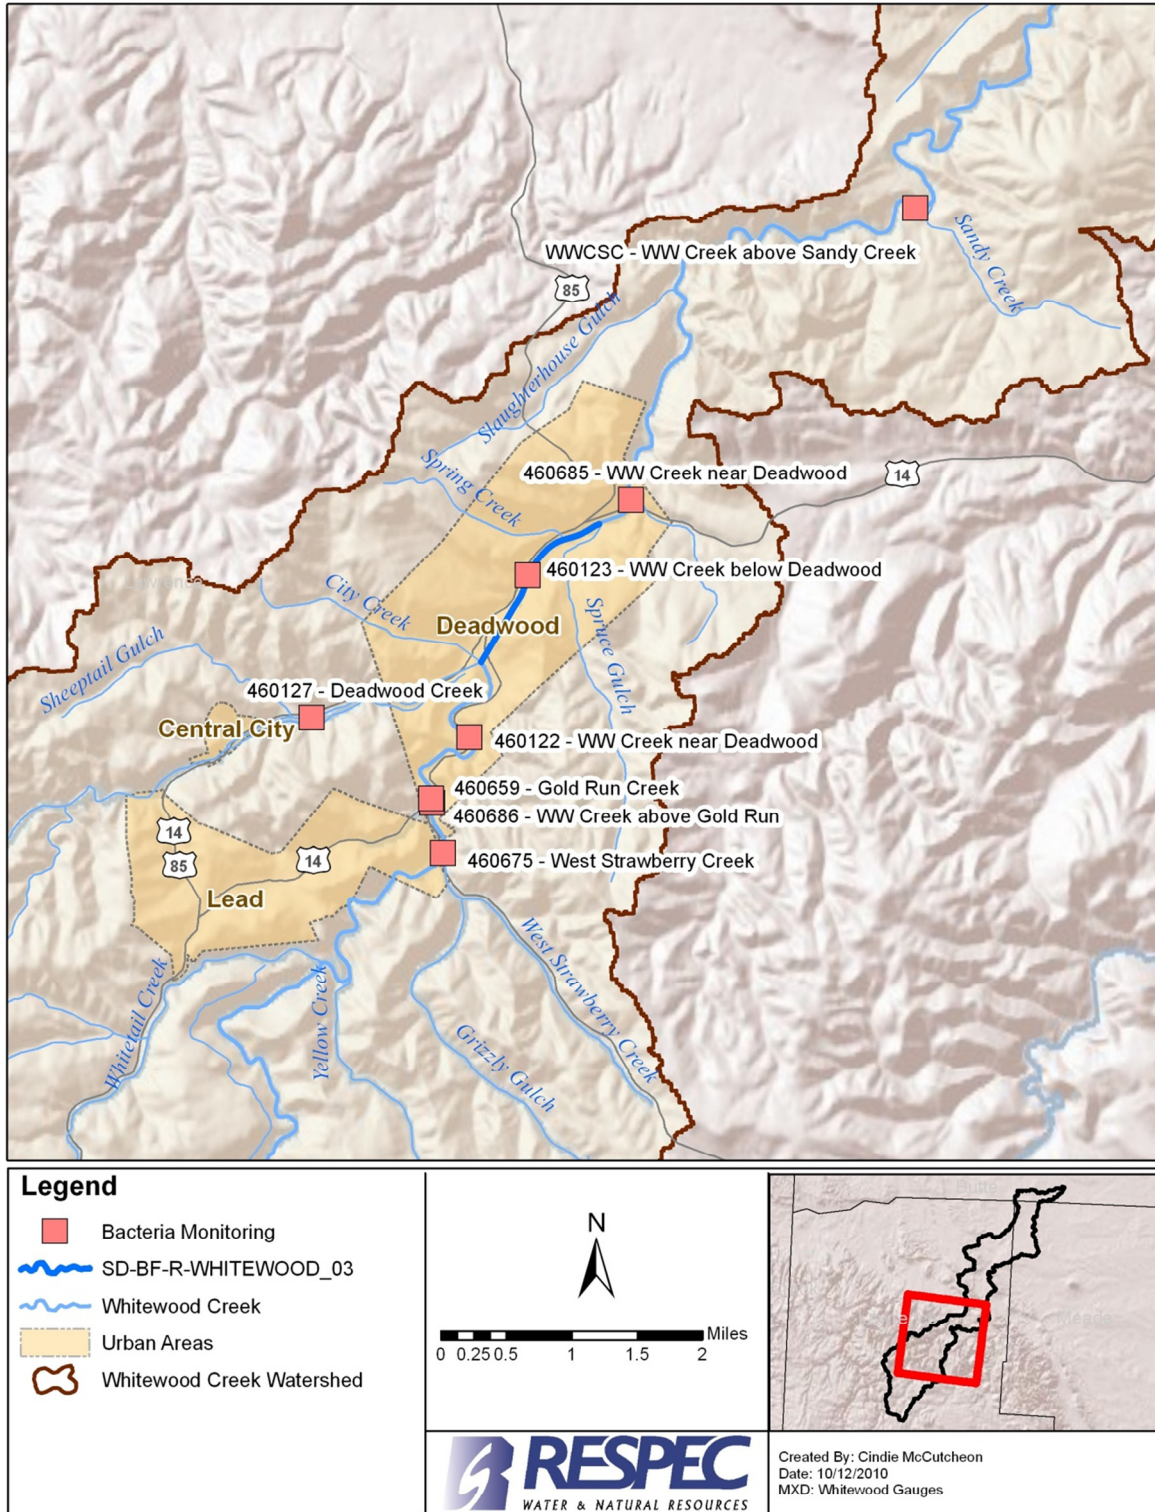 Sandy Creek
WWCSC - WW Creek above Sandy Creek
85
Slaughterhouse Gulch
460685 - WW Creek near Deadwood
14
Spring Creek
460123 - WW Creek below Deadwood
City Creek
Deadwood
Spruce Gulch
Sheeptail Gulch
460127 - Deadwood Creek
Central City
460122 - WW Creek near Deadwood
460659 - Gold Run Creek
460686 - WW Creek above Gold Run
14
85
14
460675 - West Strawberry Creek
Lead
West Strawberry Creek
Whitetail Creek
Yellow Creek
Grizzly Gulch
Legend
Bacteria Monitoring
SD-BF-R-WHITEWOOD_03
Whitewood Creek
Urban Areas
Whitewood Creek Watershed
N
Miles
0 0.25 0.5 1 1.5 2
Butte
Meade
RESPEC
WATER & NATURAL RESOURCES
Created By: Cindie McCutcheon
Date: 10/12/2010
MXD: Whitewood Gauges